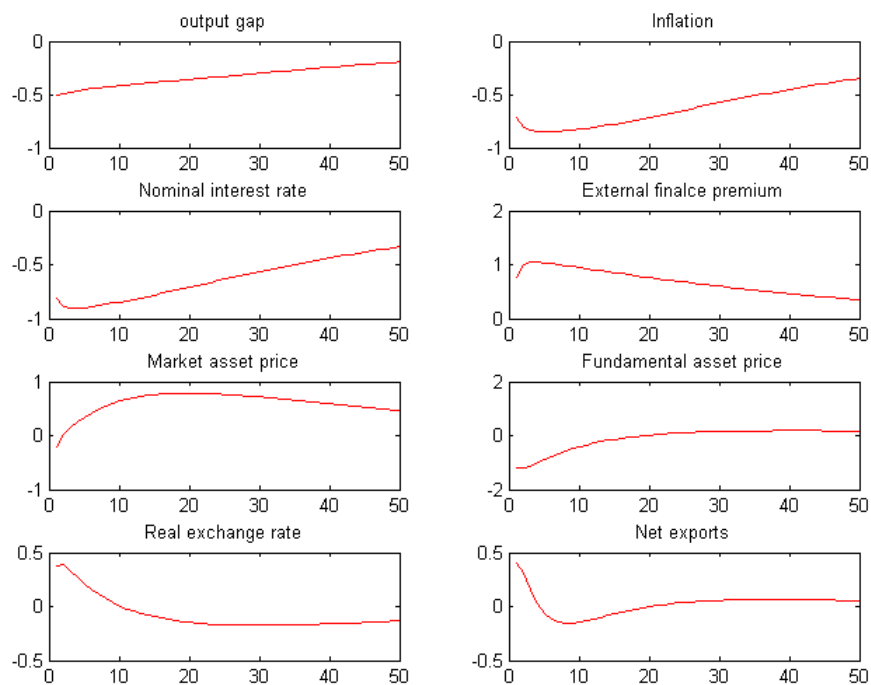 output gap
Inflation
0
-0.5
-1
0 10 20 30 40 50
0
-0.5
-1
0 10 20 30 40 50
Nominal interest rate
External finalce premium
0
-0.5
-1
0 10 20 30 40 50
2
1
0
0 10 20 30 40 50
Market asset price
Fundamental asset price
1
0
-1
0 10 20 30 40 50
2
0
-2
0 10 20 30 40 50
Real exchange rate
Net exports
0.5
0
-0.5
0 10 20 30 40 50
0.5
0
-0.5
0 10 20 30 40 50